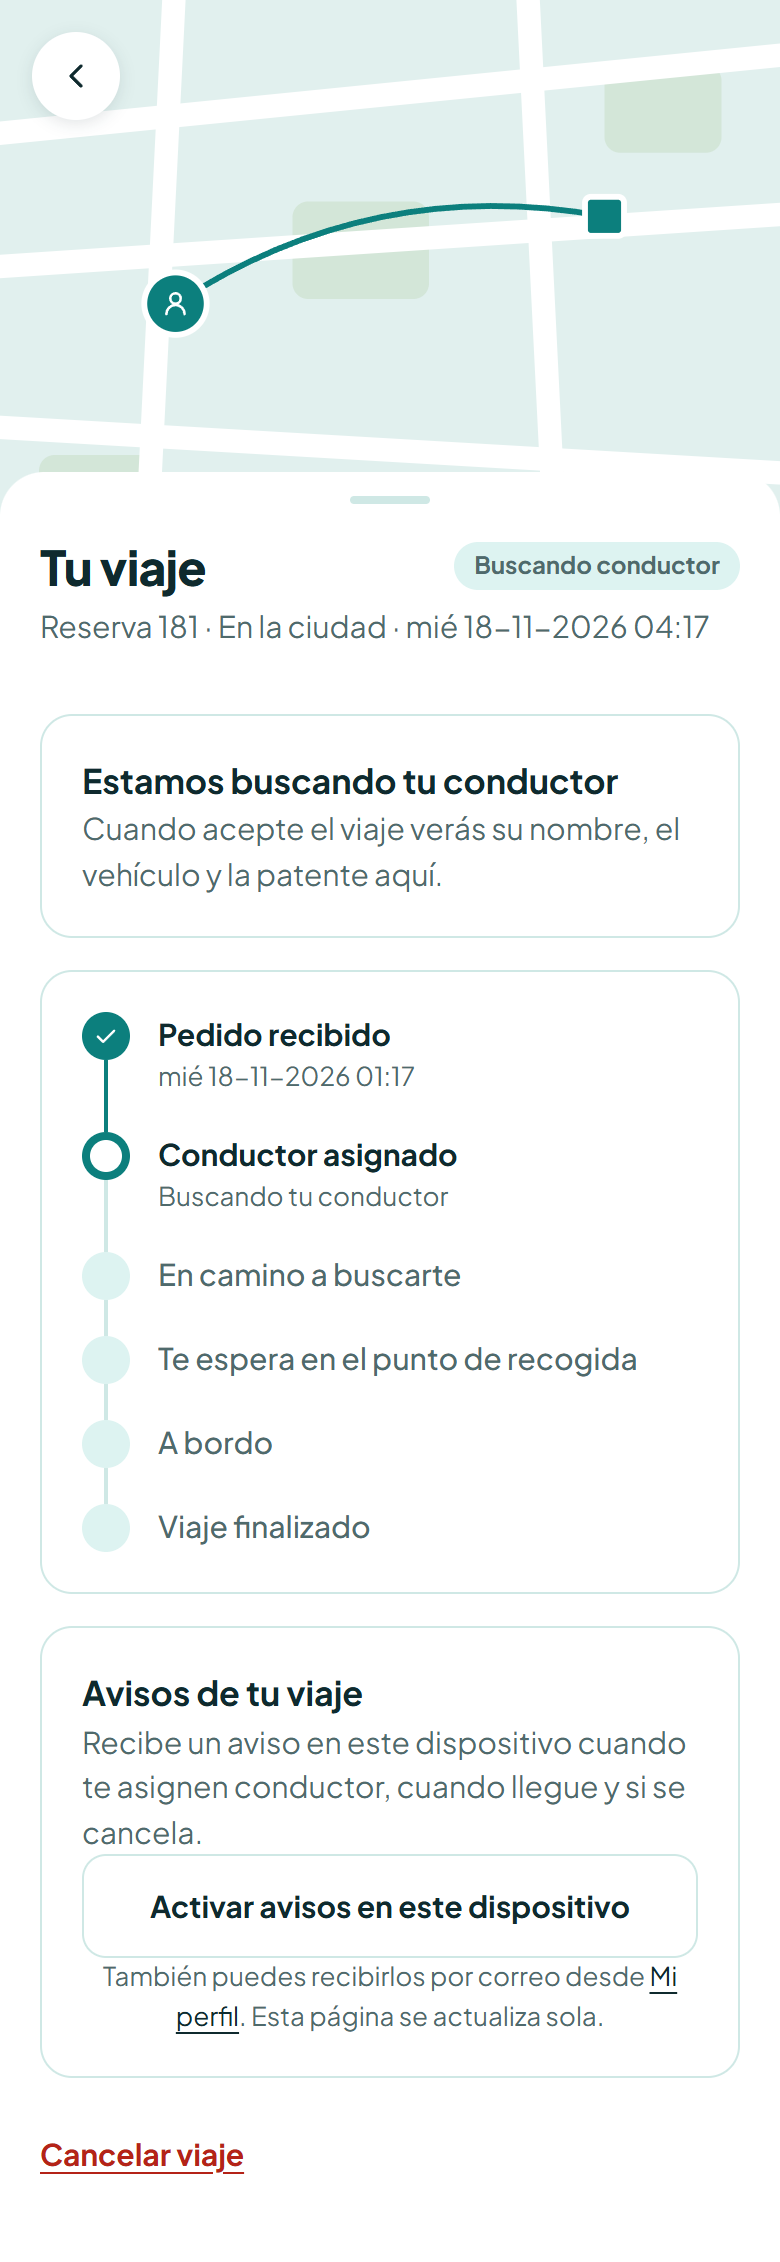 Tu viaje
Buscando conductor
Reserva 181 · En la ciudad · mié 18-11-2026 04:17
Estamos buscando tu conductor
Cuando acepte el viaje verás su nombre, el
vehículo y la patente aquí.
Pedido recibido
mié 18-11-2026 01:17
Conductor asignado
Buscando tu conductor
En camino a buscarte
Te espera en el punto de recogida
A bordo
Viaje finalizado
Avisos de tu viaje
Recibe un aviso en este dispositivo cuando
te asignen conductor, cuando llegue y si se
cancela.
Activar avisos en este dispositivo
También puedes recibirlos por correo desde Mi
perfil. Esta página se actualiza sola.
Cancelar viaje